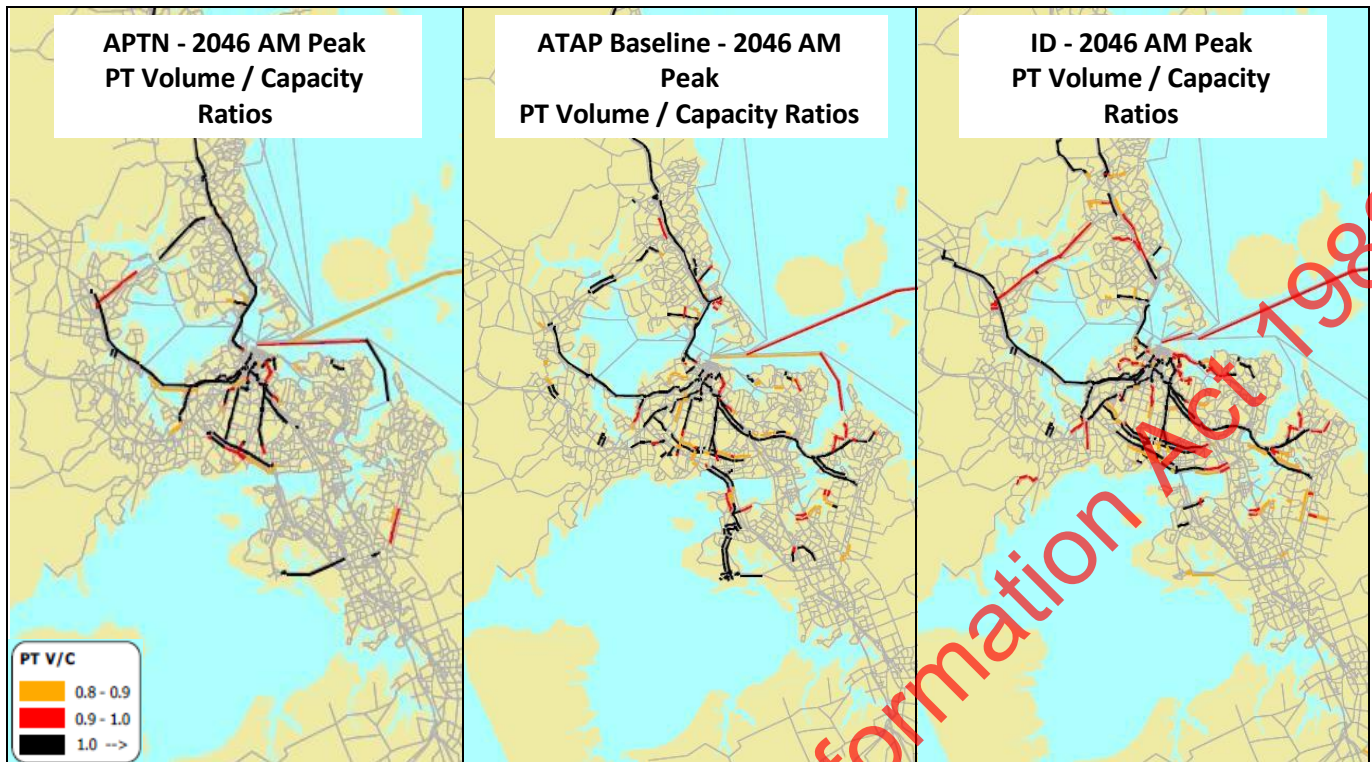 APTN - 2046 AM Peak
PT Volume / Capacity
Ratios
ATAP Baseline - 2046 AM
Peak
PT Volume / Capacity Ratios
ID - 2046 AM Peak
PT Volume / Capacity
Ratios
PT V/C
0.8 - 0.9
0.9 - 1.0
1.0 -->
formation Act 198